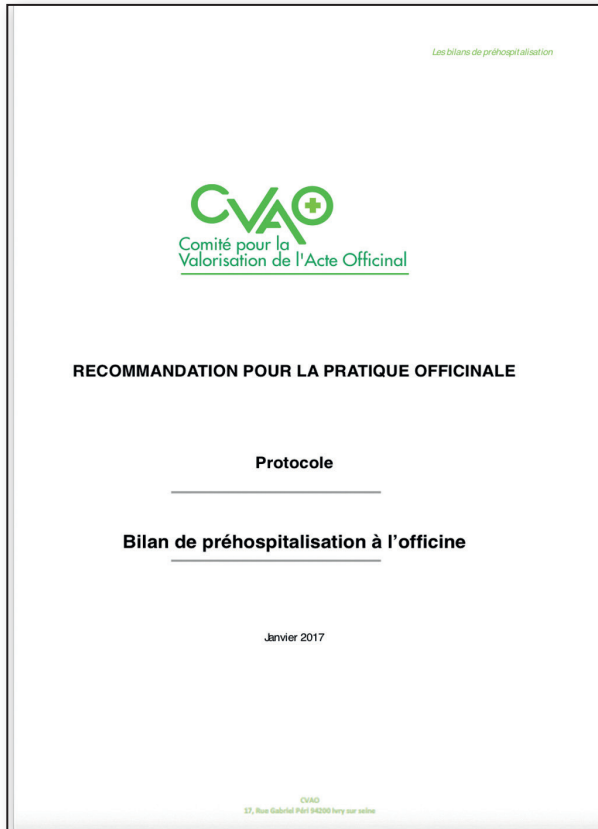 Les bilans de préhospitalisation
CVAO
Comité pour la
Valorisation de l'Acte Officinal
RECOMMANDATION POUR LA PRATIQUE OFFICINALE
Protocole
Bilan de préhospitalisation à l'officine
Janvier 2017
CVAO
17, Rue Gabriel Péri 94200 Ivry sur seine